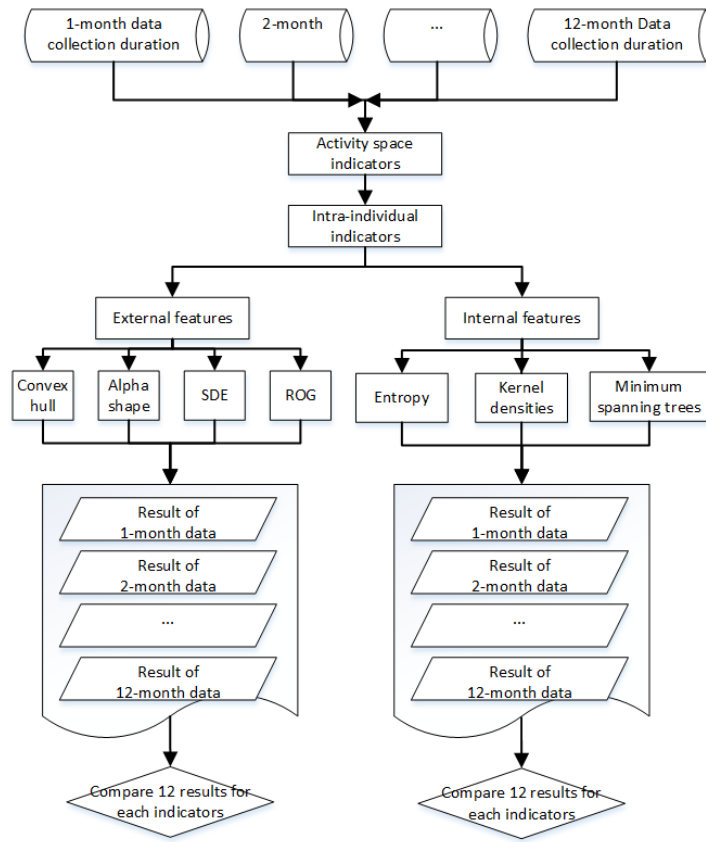 1-month data
collection duration
2-month
...
12-month Data
collection duration
Activity space
indicators
Intra-individual
indicators
External features
Internal features
Convex
hull
Alpha
shape
SDE
ROG
Entropy
Kernel
densities
Minimum
spanning trees
Result of
1-month data
Result of
2-month data
...
Result of
12-month data
Result of
1-month data
Result of
2-month data
...
Result of
12-month data
Compare 12 results for
each indicators
Compare 12 results for
each indicators